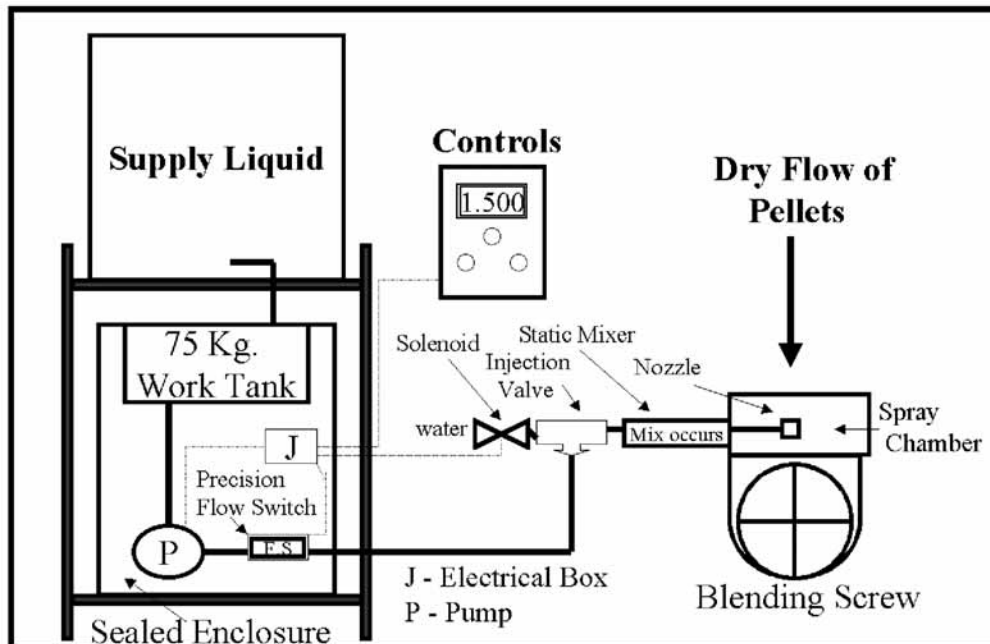 Supply Liquid
Controls
1.500
Dry Flow of
Pellets
75 Kg.
Work Tank
Solenoid
Static Mixer
Injection
Valve
Nozzle
water
Mix occurs
Spray
Chamber
J
Precision
Flow Switch
P
F.S
J - Electrical Box
P - Pump
Blending Screw
Sealed Enclosure